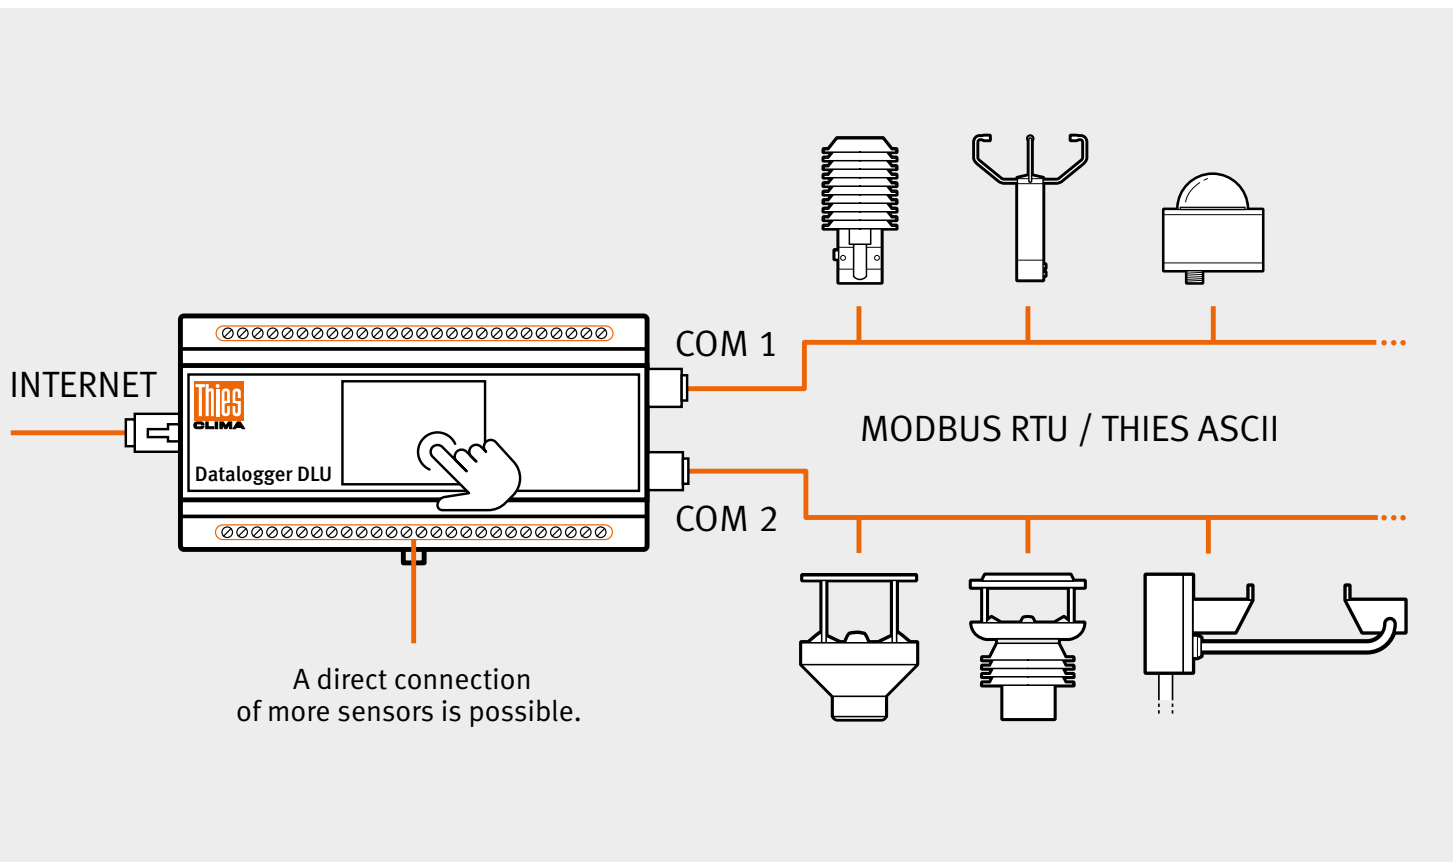 COM 1
INTERNET
Thies
CLIMA
MODBUS RTU / THIES ASCII
Datalogger DLU
COM 2
A direct connection
of more sensors is possible.